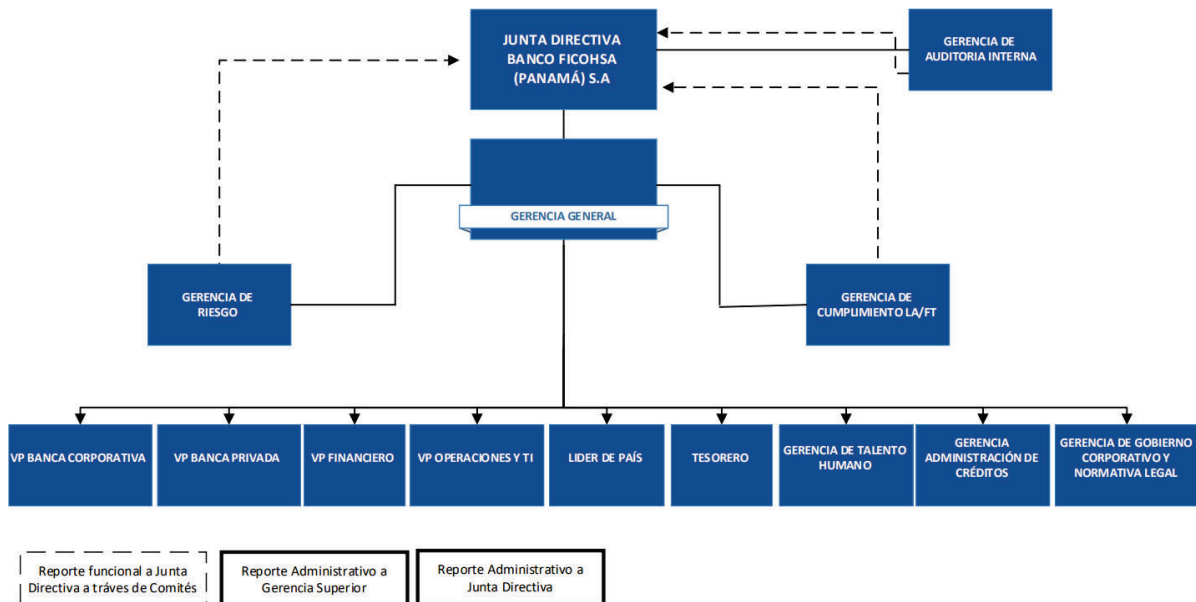 JUNTA DIRECTIVA
BANCO FICOHSA
(PANAMÁ) S.A
GERENCIA DE
AUDITORIA INTERNA
GERENCIA GENERAL
GERENCIA DE
RIESGO
GERENCIA DE
CUMPLIMIENTO LA/FT
VP BANCA CORPORATIVA
VP BANCA PRIVADA
VP FINANCIERO
VP OPERACIONES Y TI
LIDER DE PAÍS
TESORERO
GERENCIA DE TALENTO
HUMANO
GERENCIA
ADMINISTRACIÓN DE
CRÉDITOS
GERENCIA DE GOBIERNO
CORPORATIVO Y
NORMATIVA LEGAL
Reporte funcional a Junta
Directiva a tráves de Comités
Reporte Administrativo a
Gerencia Superior
Reporte Administrativo a
Junta Directiva